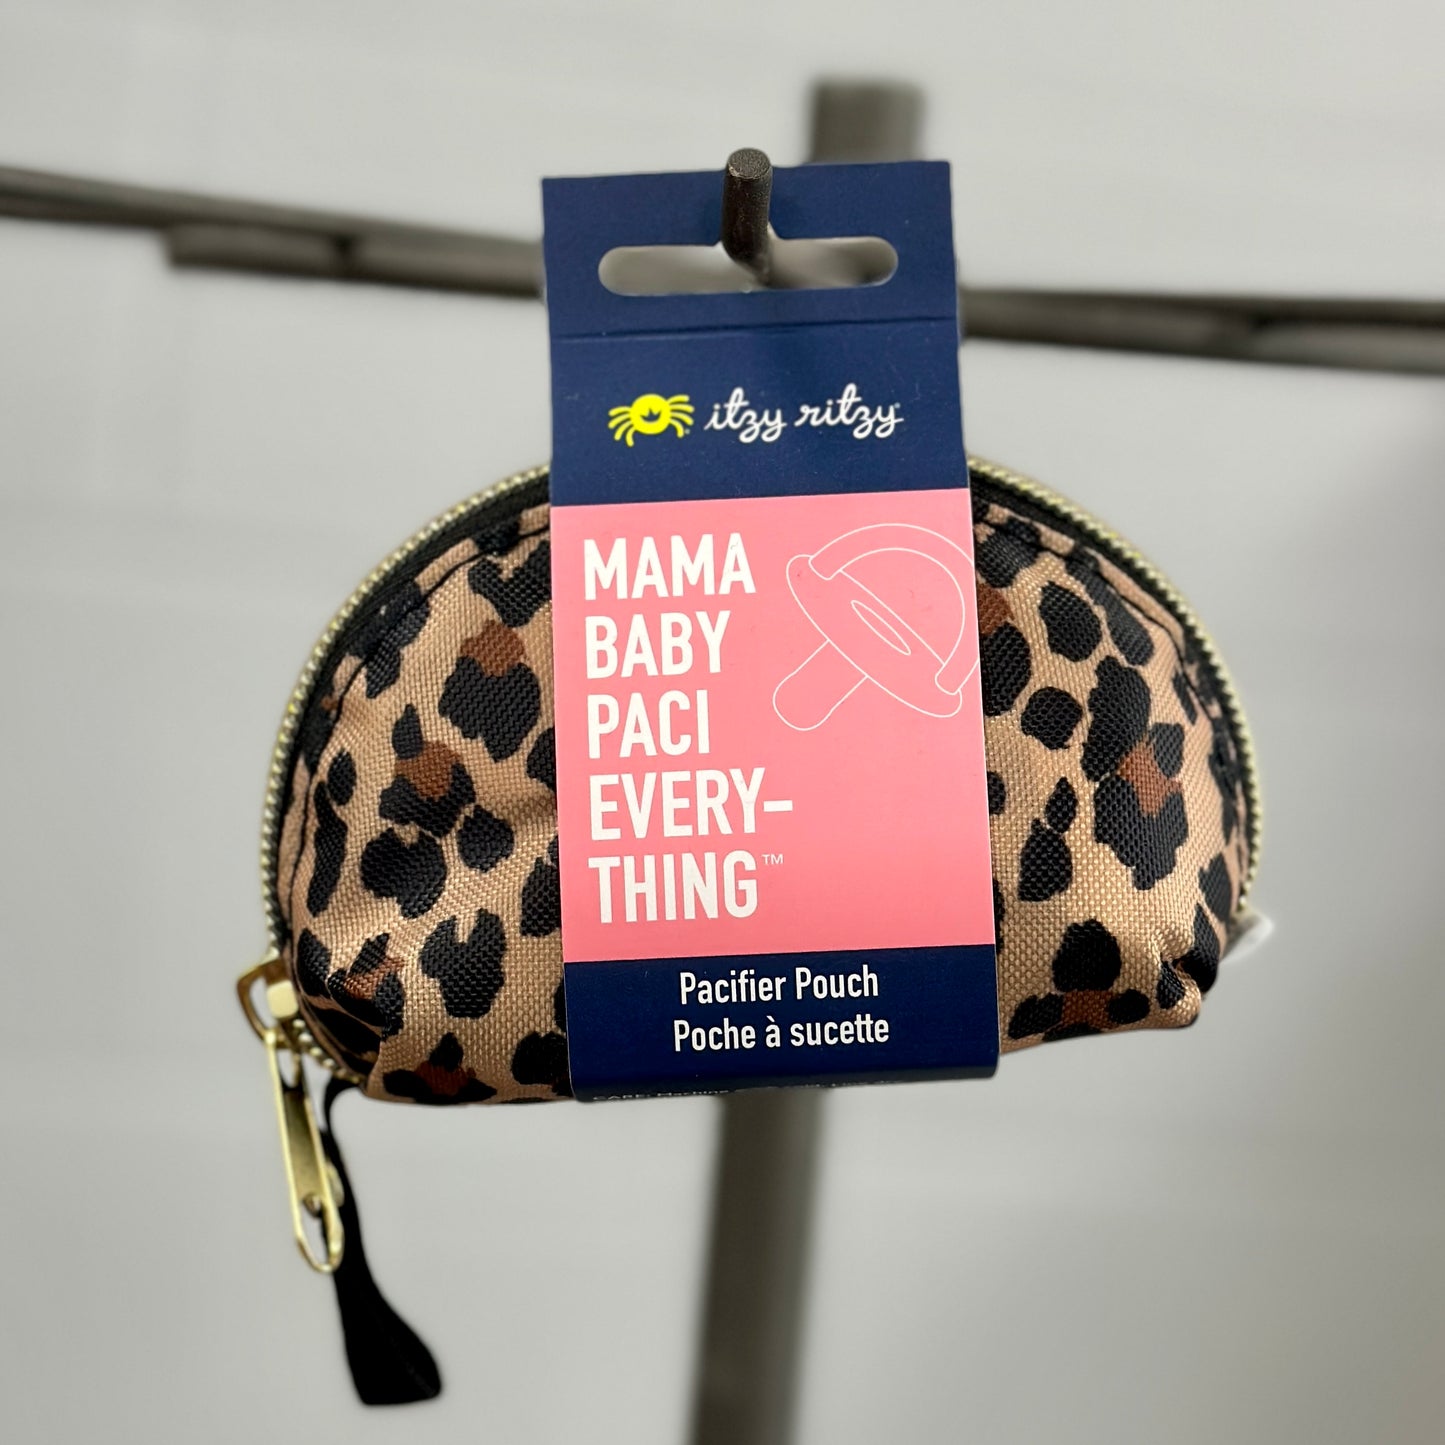 itzy ritzy
MAMA
BABY
PACI
EVERY-
THING™
Pacifier Pouch
Poche à sucette